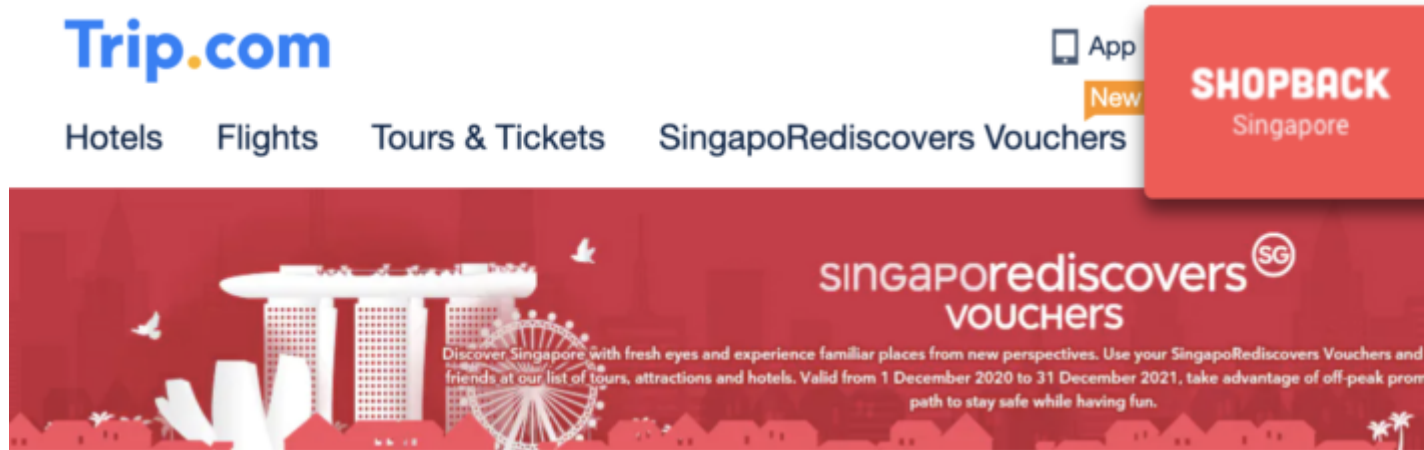 Trip.com
App
New
SHOPBACK
Singapore
Hotels Flights Tours & Tickets SingapoRediscovers Vouchers
SG
SINGAPOrediscovers
VOUCHERS
Discover Singapore with fresh eyes and experience familiar places from new perspectives. Use your SingapoRediscovers Vouchers and
friends at our list of tours, attractions and hotels. Valid from 1 December 2020 to 31 December 2021, take advantage of off-peak prom
path to stay safe while having fun.